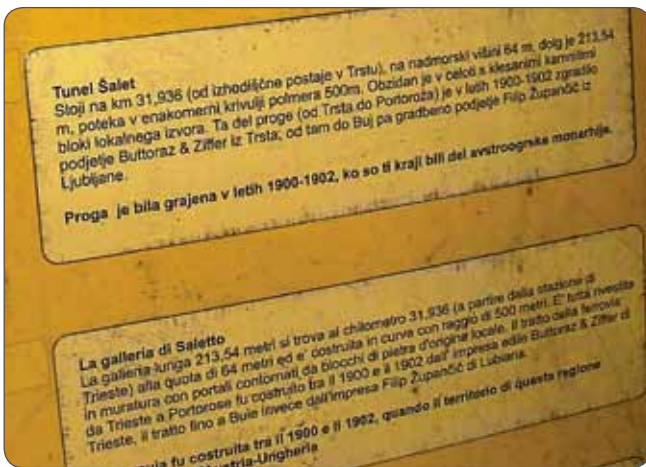 Tunel Šalet
Stoji na km 31,936 (od izhodiščne postaje v Trstu), na nadmorski višini 64 m, dolg je 213,54
m, poteka v enakomerni krivulji polmera 500m. Obzidan je v celoti s klesanimi kamnitimi
bloki lokalnega izvora. Ta del proge (od Trsta do Portoroža) je v letih 1900-1902 zgradilo
podjetje Buttoraz & Ziffer iz Trsta; od tam do Buj pa gradbeno podjetje Filip Župančič iz
Ljubljane.
Proga je bila grajena v letih 1900-1902, ko so ti kraji bili del avstroogrske monarhije.
La galleria di Saletto
La galleria lunga 213,54 metri si trova al chilometro 31,936 (a partire dalla stazione di
Trieste) alla quota di 64 metri ed e' costruita in curva con raggio di 500 metri. E' tutta rivestita
in muratura con portali contornati da blocchi di pietra d'origine locale. Il tratto della ferrovia
da Trieste a Portorose fu costruito tra il 1900 e il 1902 dall' impresa edile Buttoraz & Ziffer di
Trieste, il tratto fino a Buie invece dall'impresa Filip Župančič di Lubiana.
fu costruita tra il 1900 e il 1902, quando il territorio di questa regione
Austria-Ungheria